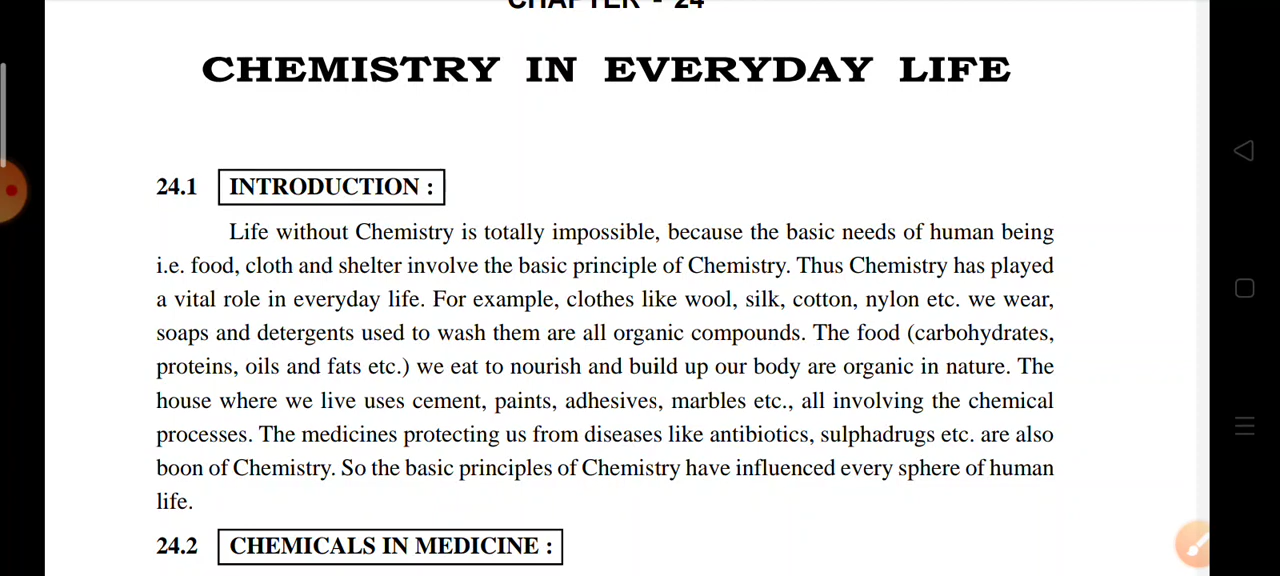 CHAPTER - 24
CHEMISTRY IN EVERYDAY LIFE
24.1 INTRODUCTION :
Life without Chemistry is totally impossible, because the basic needs of human being
i.e. food, cloth and shelter involve the basic principle of Chemistry. Thus Chemistry has played
a vital role in everyday life. For example, clothes like wool, silk, cotton, nylon etc. we wear,
soaps and detergents used to wash them are all organic compounds. The food (carbohydrates,
proteins, oils and fats etc.) we eat to nourish and build up our body are organic in nature. The
house where we live uses cement, paints, adhesives, marbles etc., all involving the chemical
processes. The medicines protecting us from diseases like antibiotics, sulphadrugs etc. are also
boon of Chemistry. So the basic principles of Chemistry have influenced every sphere of human
life.
24.2 CHEMICALS IN MEDICINE :